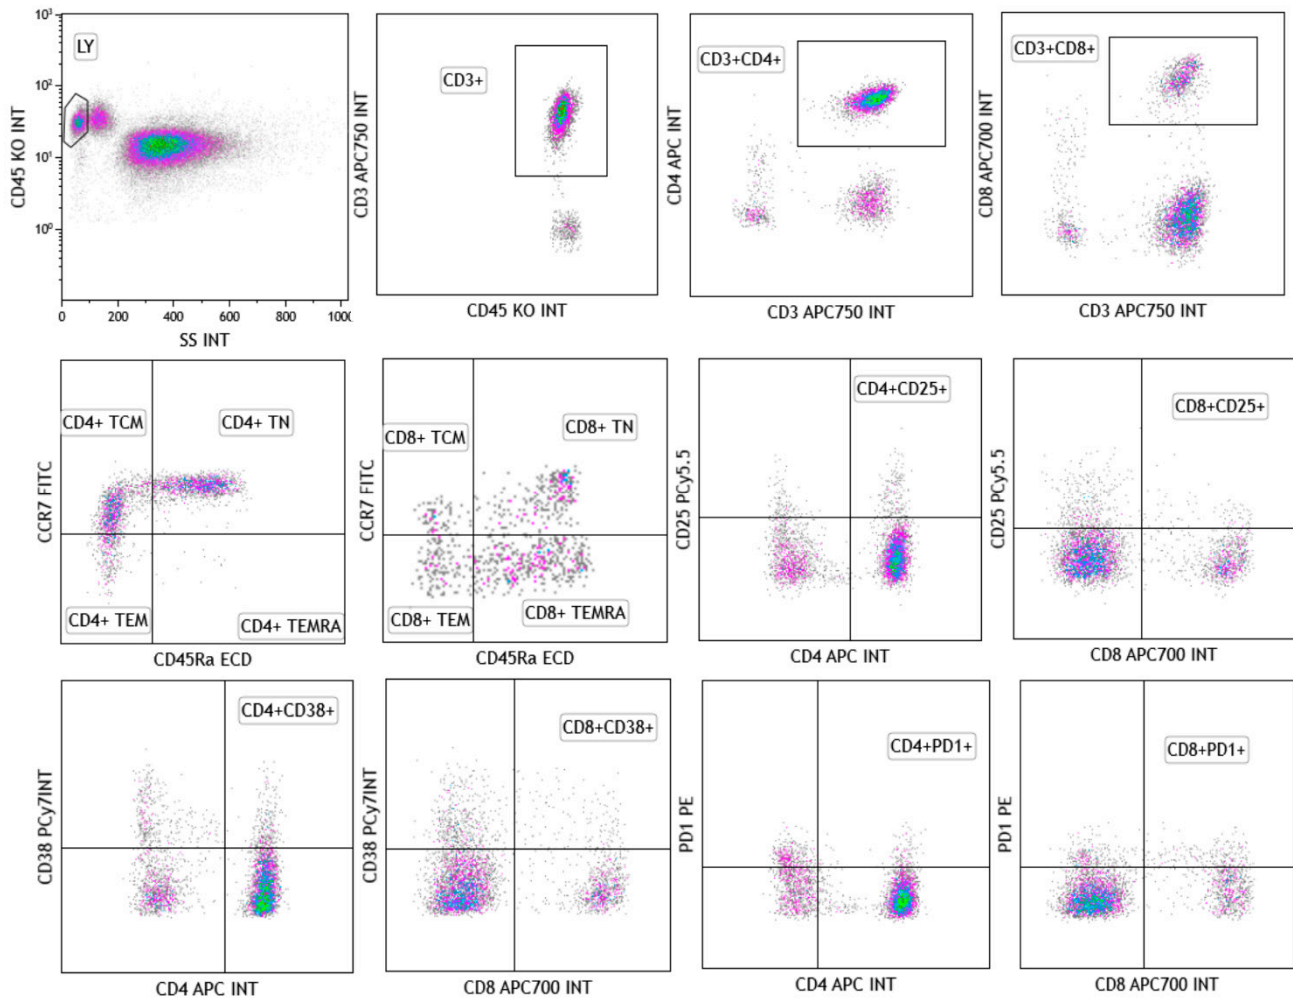 10³
10²
10¹
10⁰
LY
CD45 KO INT
0 200 400 600 800 100
SS INT
CD3+
CD3 APC750 INT
CD45 KO INT
CD3+CD4+
CD4 APC INT
CD3 APC750 INT
CD3+CD8+
CD8 APC700 INT
CD3 APC750 INT
CD4+ TCM
CD4+ TN
CCR7 FITC
CD4+ TEM
CD4+ TEMRA
CD45Ra ECD
CD8+ TCM
CD8+ TN
CCR7 FITC
CD8+ TEM
CD8+ TEMRA
CD45Ra ECD
CD4+CD25+
CD25 PCy5.5
CD4 APC INT
CD8+CD25+
CD25 PCy5.5
CD8 APC700 INT
CD4+CD38+
CD38 PCy7INT
CD4 APC INT
CD8+CD38+
CD38 PCy7INT
CD8 APC700 INT
CD4+PD1+
PD1 PE
CD4 APC INT
CD8+PD1+
PD1 PE
CD8 APC700 INT